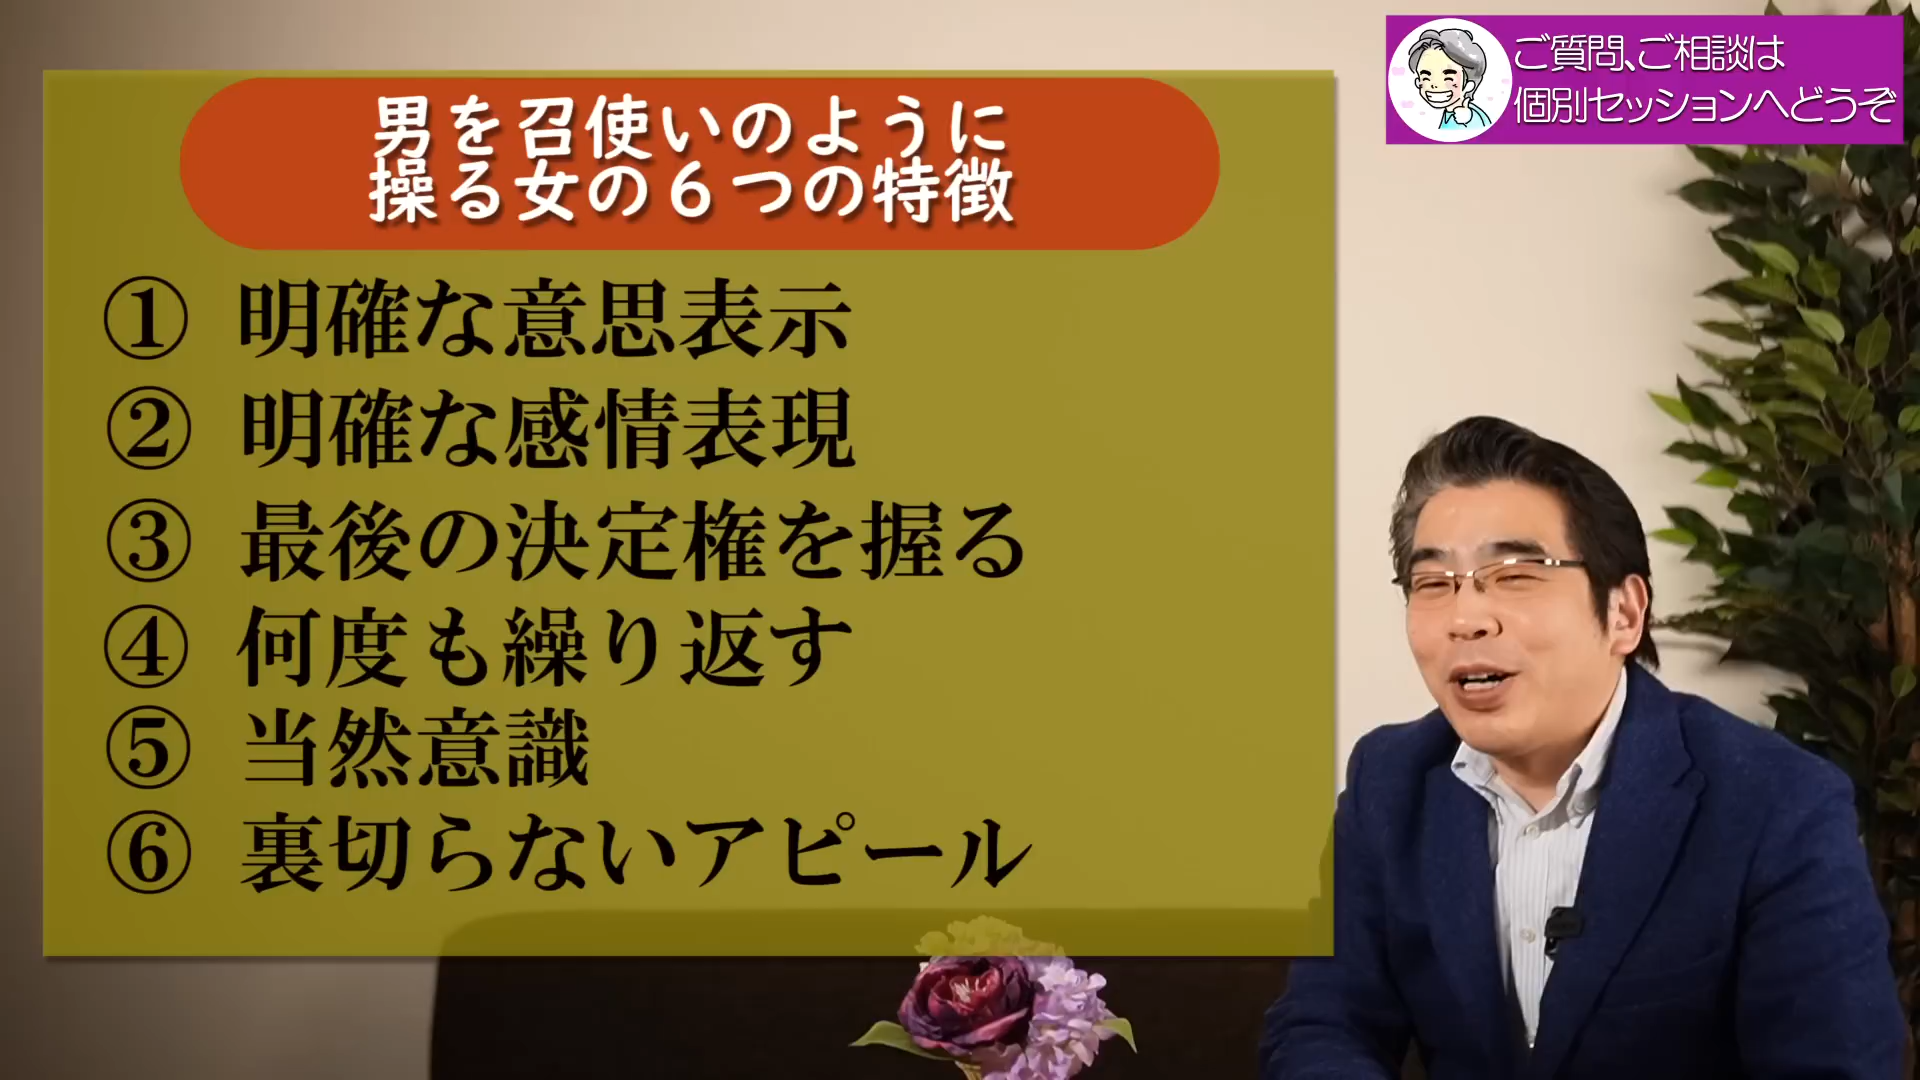 男を召使いのように
操る女の６つの特徴
① 明確な意思表示
② 明確な感情表現
③ 最後の決定権を握る
④ 何度も繰り返す
⑤ 当然意識
⑥ 裏切らないアピール
ご質問、ご相談は
個別セッションへどうぞ